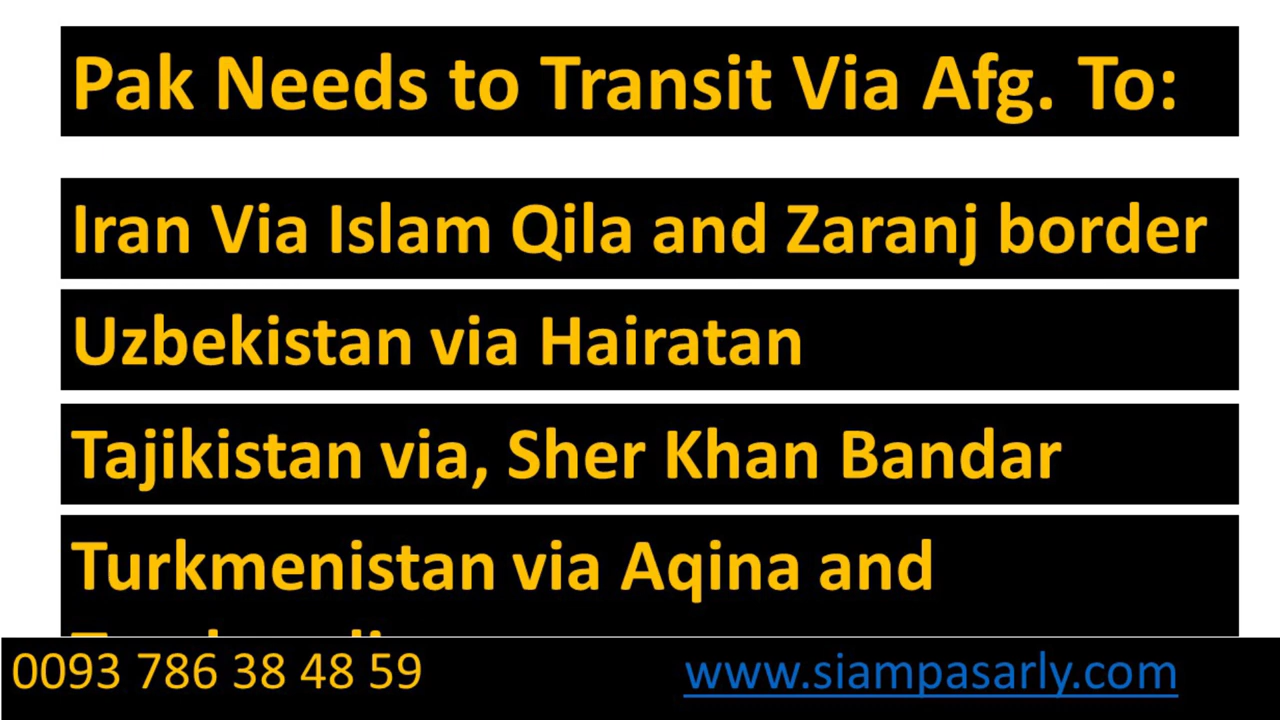 Pak Needs to Transit Via Afg. To:
Iran Via Islam Qila and Zaranj border
Uzbekistan via Hairatan
Tajikistan via, Sher Khan Bandar
Turkmenistan via Aqina and
0093 786 38 48 59
www.siampasarly.com